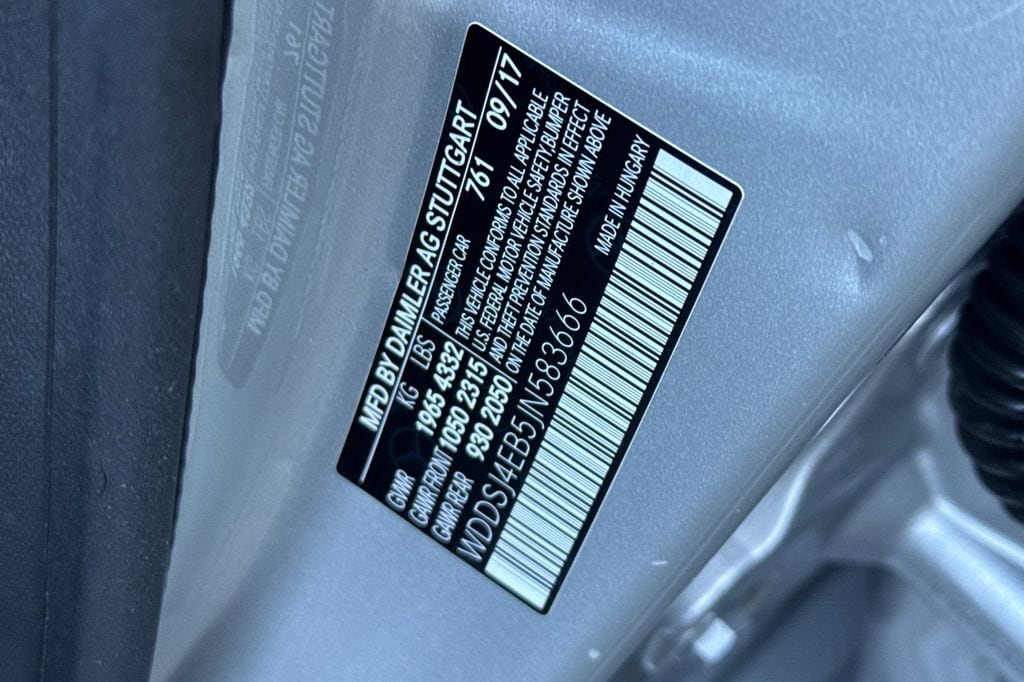 MFD BY DAIMLER AG STUTTGART
KG LBS PASSENGER CAR 761 09/17
GWR 1965 4332 THIS VEHICLE CONFORMS TO ALL APPLICABLE
GAWR FRONT 1050 2315 U.S. FEDERAL MOTOR VEHICLE SAFETY, BUMPER
GAWR REAR 930 2050 AND THEFT PREVENTION STANDARDS IN EFFECT
ON THE DATE OF MANUFACTURE SHOWN ABOVE
WDDSJ4EB5JN583666 MADE IN HUNGARY